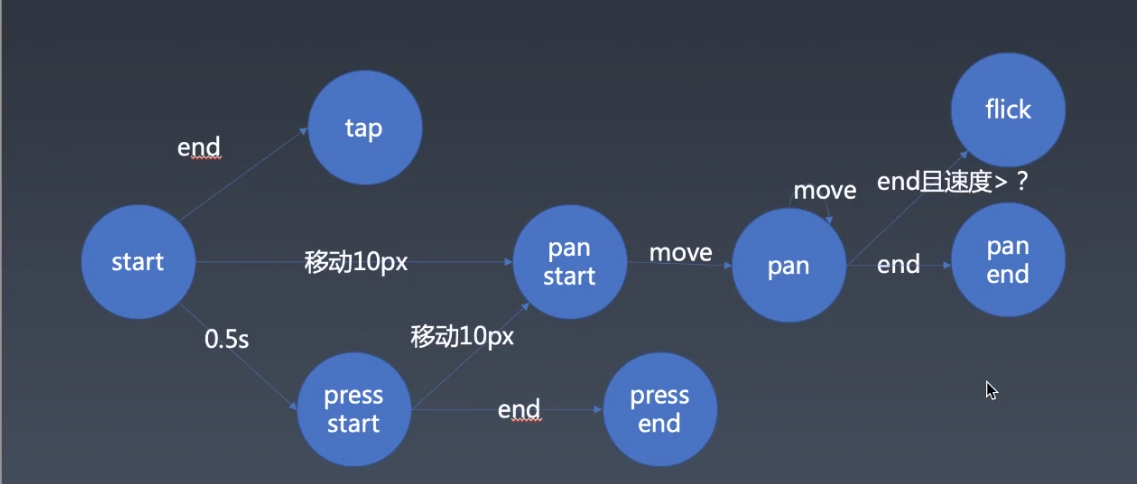 flick
tap
end
end且速度>？
move
start
移动10px
pan
start
move
pan
end
pan
end
0.5s
移动10px
press
start
end
press
end